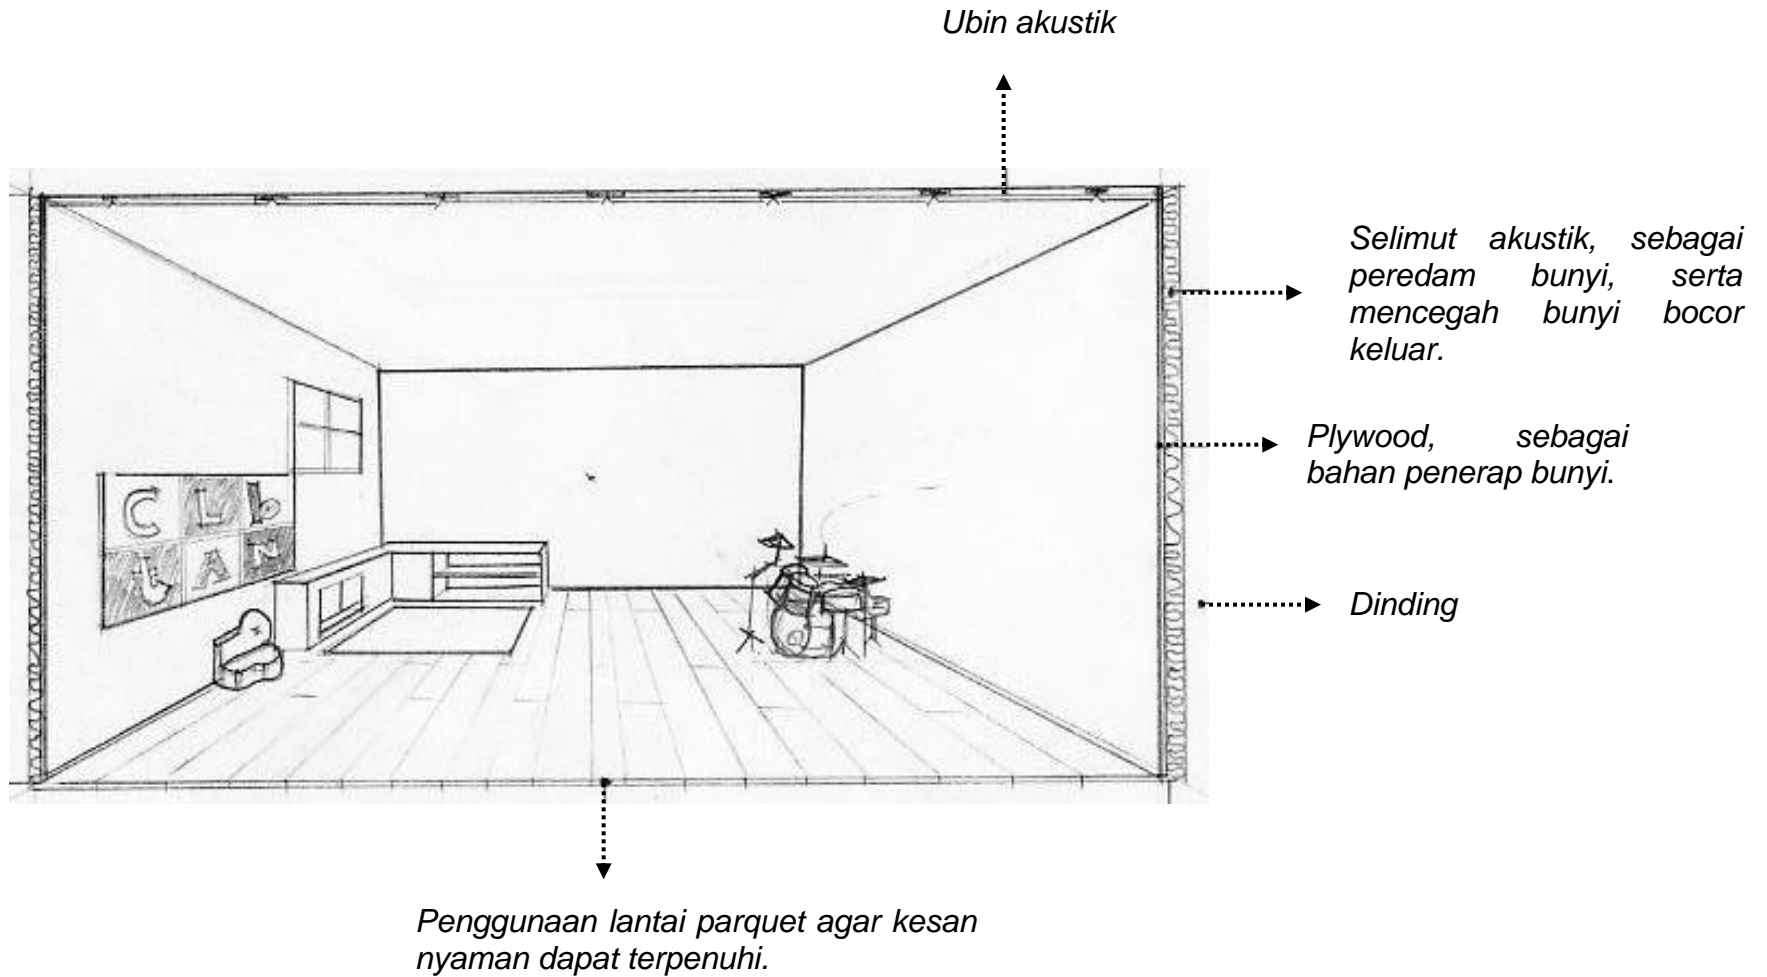 Ubin akustik
Selimut akustik, sebagai
peredam bunyi, serta
mencegah bunyi bocor
keluar.
Plywood, sebagai
bahan penerap bunyi.
C L b
L A N
Dinding
Penggunaan lantai parquet agar kesan
nyaman dapat terpenuhi.